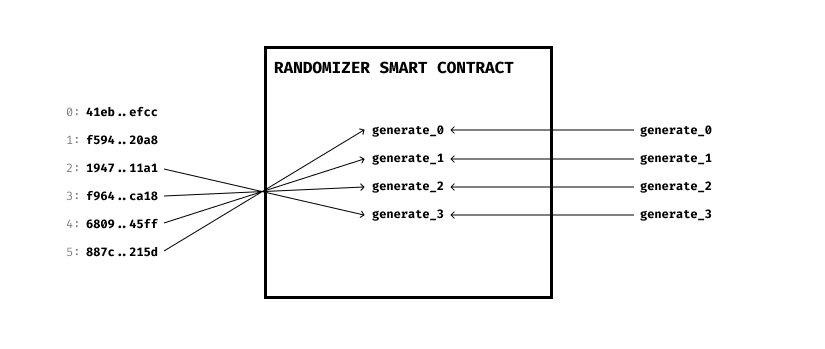 RANDOMIZER SMART CONTRACT
0: 41eb..efcc
1: f594..20a8
2: 1947..11a1
3: f964..ca18
4: 6809..45ff
5: 887c..215d
generate_0
generate_1
generate_2
generate_3
generate_0
generate_1
generate_2
generate_3